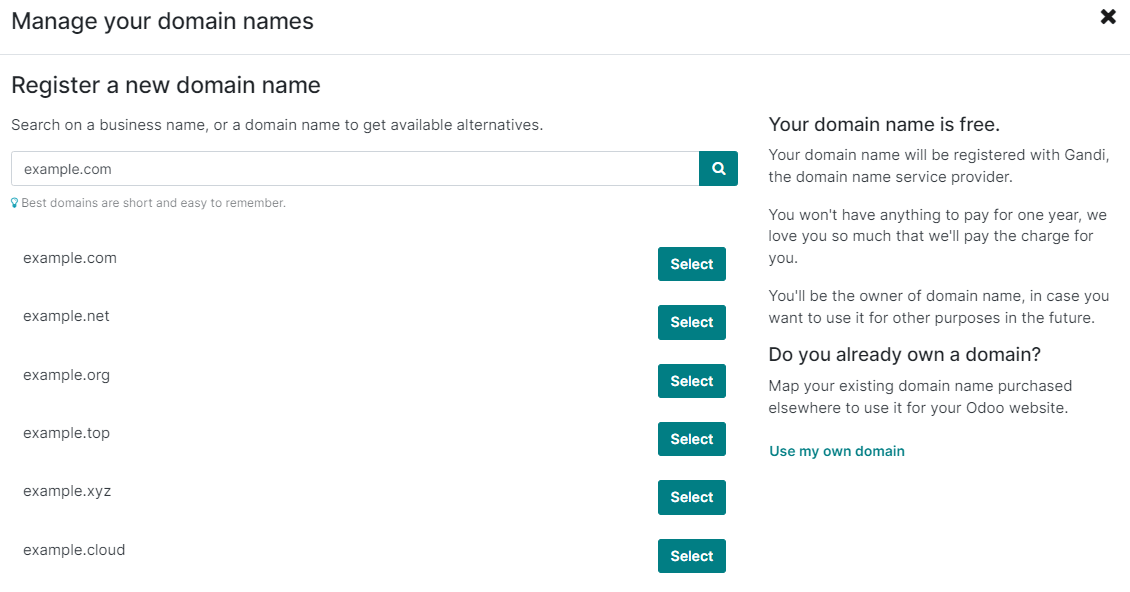 Manage your domain names
Register a new domain name
Search on a business name, or a domain name to get available alternatives.
example.com
Best domains are short and easy to remember.
example.com
Select
example.net
Select
example.org
Select
example.top
Select
example.xyz
Select
example.cloud
Select
Your domain name is free.
Your domain name will be registered with Gandi,
the domain name service provider.
You won't have anything to pay for one year, we
love you so much that we'll pay the charge for
you.
You'll be the owner of domain name, in case you
want to use it for other purposes in the future.
Do you already own a domain?
Map your existing domain name purchased
elsewhere to use it for your Odoo website.
Use my own domain